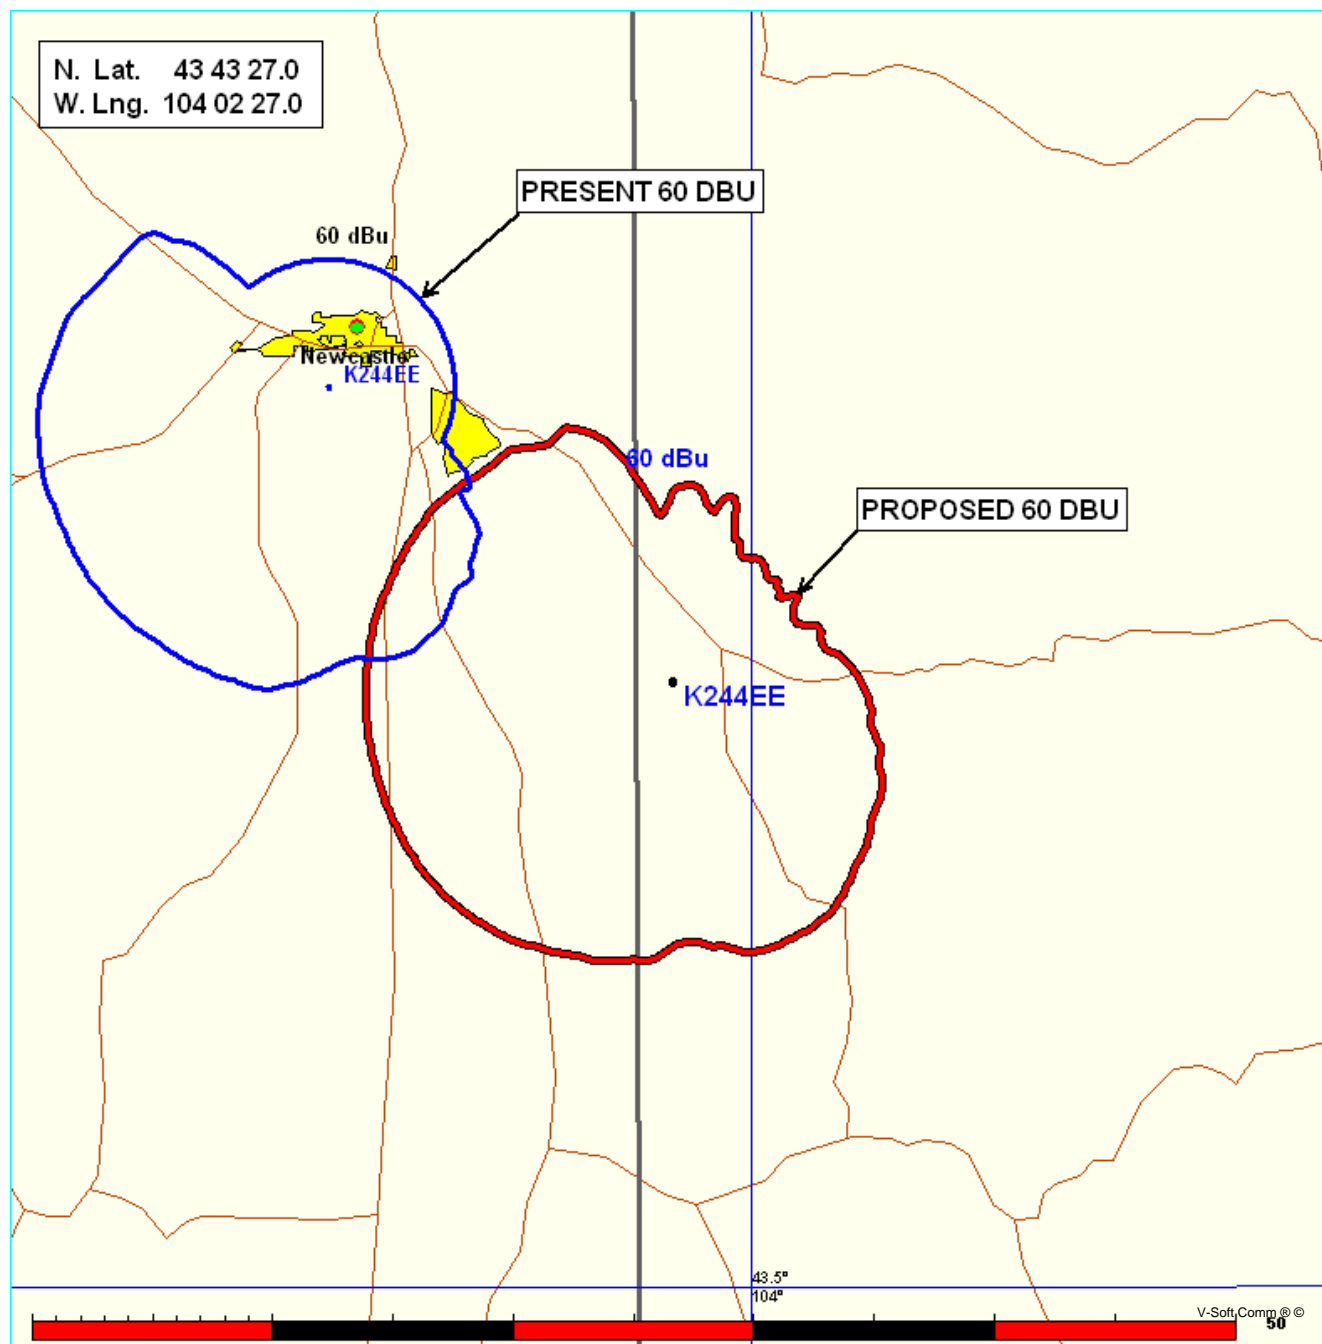 N. Lat. 43 43 27.0
W. Lng. 104 02 27.0
PRESENT 60 DBU
60 dBu
Newcastle
K244EE
60 dBu
PROPOSED 60 DBU
K244EE
43.5°
104°
V-Soft Comm ® ©
50